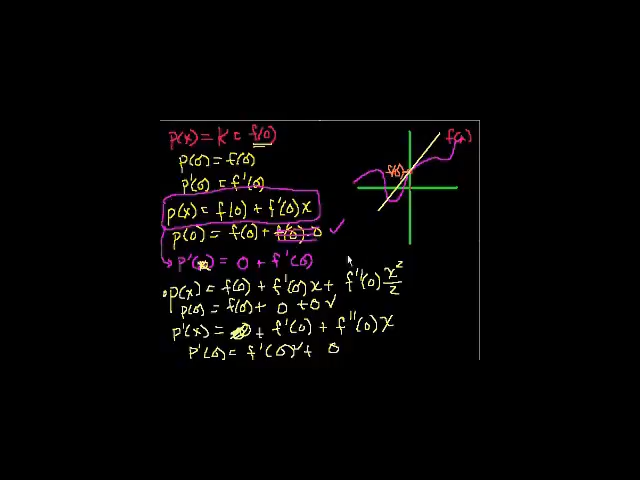 p(x) = k = f(0)
p(0) = f(0)
p'(0) = f'(0)
p(x) = f(0) + f'(0)x
p(0) = f(0) + f'(0)·0 ✓
p'(x) = 0 + f'(0)
p(x) = f(0) + f'(0)x + f''(0) x²/2
p(0) = f(0) + 0 + 0 ✓
p'(x) = 0 + f'(0) + f''(0)x
p'(0) = f'(0) + 0
f(x)
f(0)